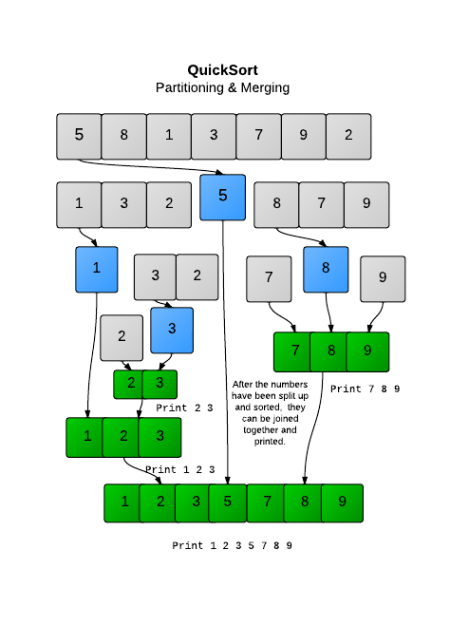 QuickSort
Partitioning & Merging
5 8 1 3 7 9 2
5
1 3 2
8 7 9
1
3 2
7
8
9
2
3
7 8 9
2 3
Print 2 3
After the numbers
have been split up
and sorted, they
can be joined
together and
printed.
Print 7 8 9
1 2 3
Print 1 2 3
1 2 3 5 7 8 9
Print 1 2 3 5 7 8 9